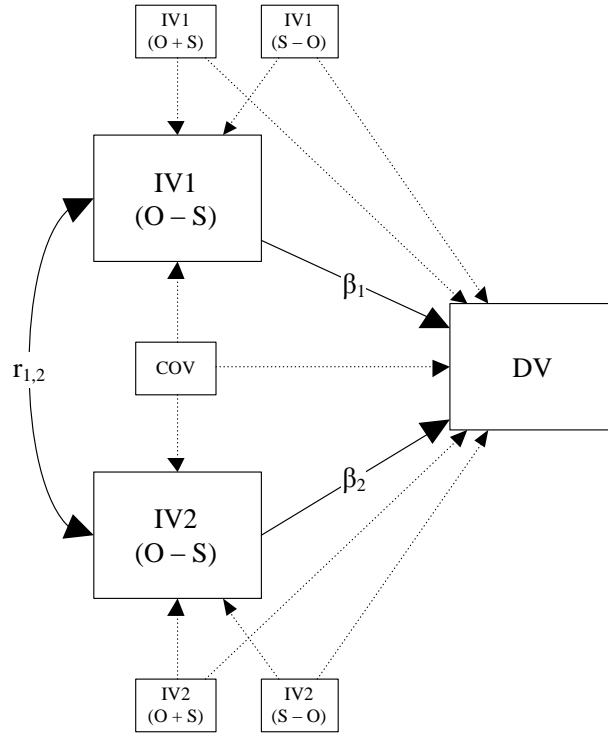 IV1
(O + S)
IV1
(S – O)
IV1
(O – S)
β1
r1,2
COV
DV
β2
IV2
(O – S)
IV2
(O + S)
IV2
(S – O)